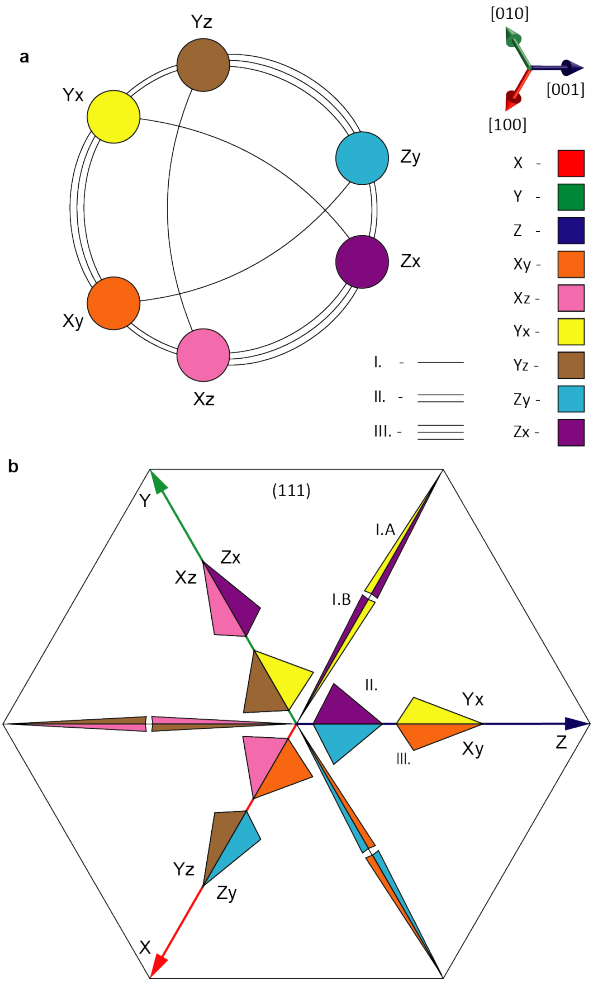 a
Yz
Yx
Zy
Zx
Xy
Xz
[010]
[001]
[100]
X -
Y -
Z -
Xy -
Xz -
Yx -
Yz -
Zy -
Zx -
I. -
II. -
III. -
b
Y
(111)
I.A
Zx
Xz
I.B
II.
Yx
Z
Xy
III.
Yz
Zy
X